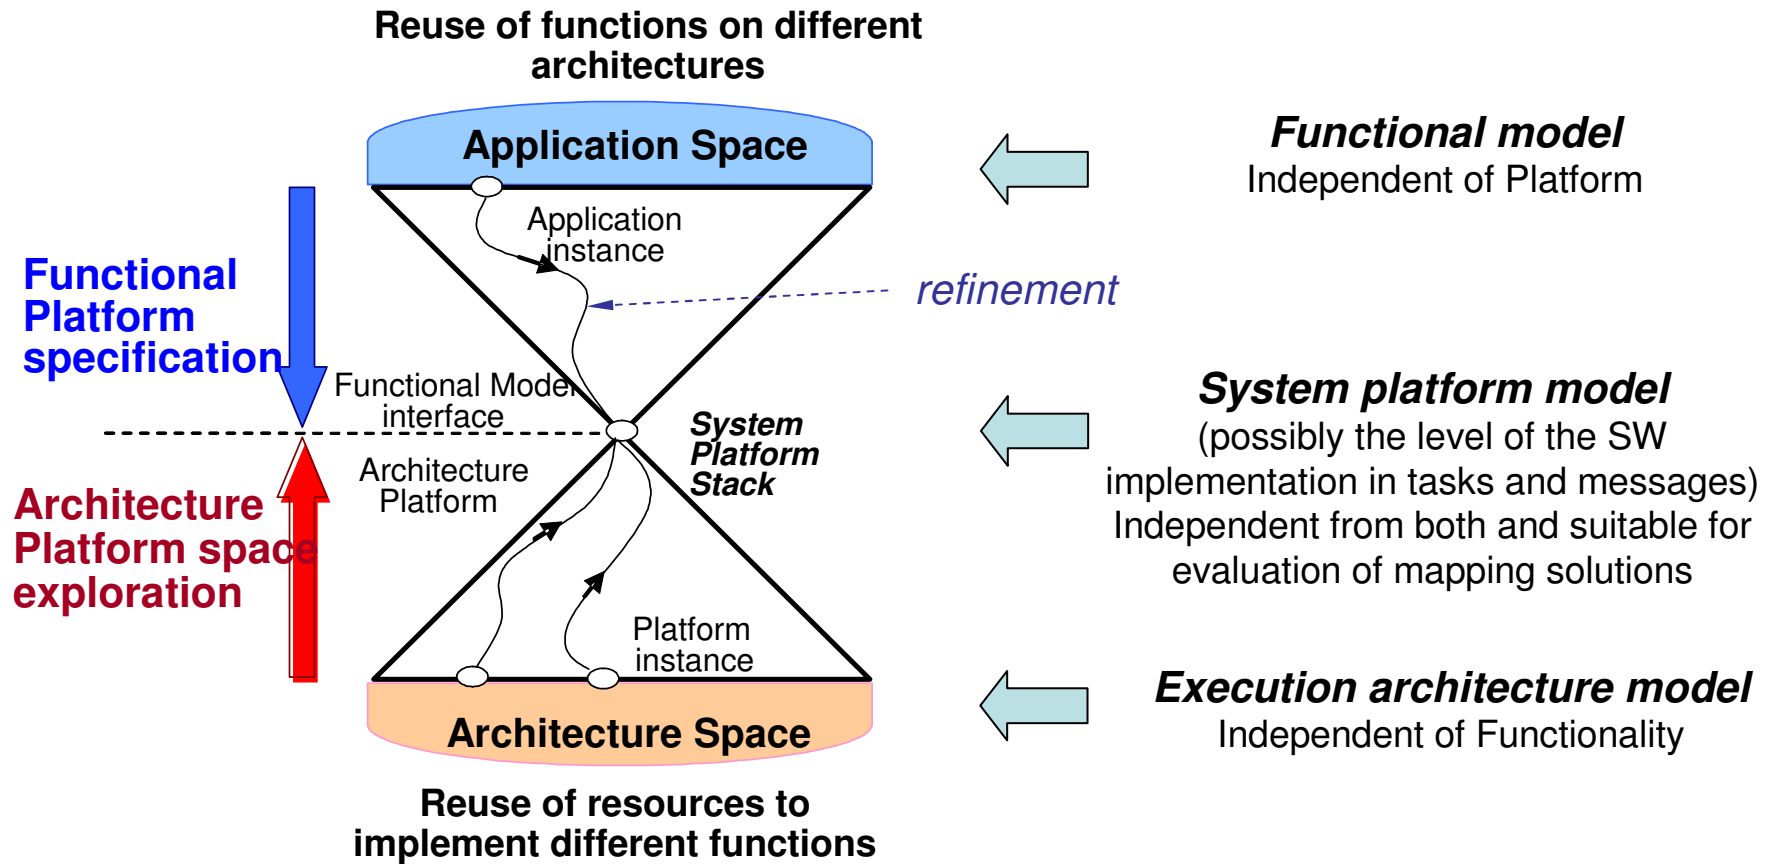 Reuse of functions on different
architectures
Application Space
Functional model
Independent of Platform
Application
instance
Functional
Platform
specification
refinement
Functional Model
interface
System
Platform
Stack
System platform model
(possibly the level of the SW
implementation in tasks and messages)
Independent from both and suitable for
evaluation of mapping solutions
Architecture
Platform
Architecture
Platform space
exploration
Platform
instance
Architecture Space
Execution architecture model
Independent of Functionality
Reuse of resources to
implement different functions